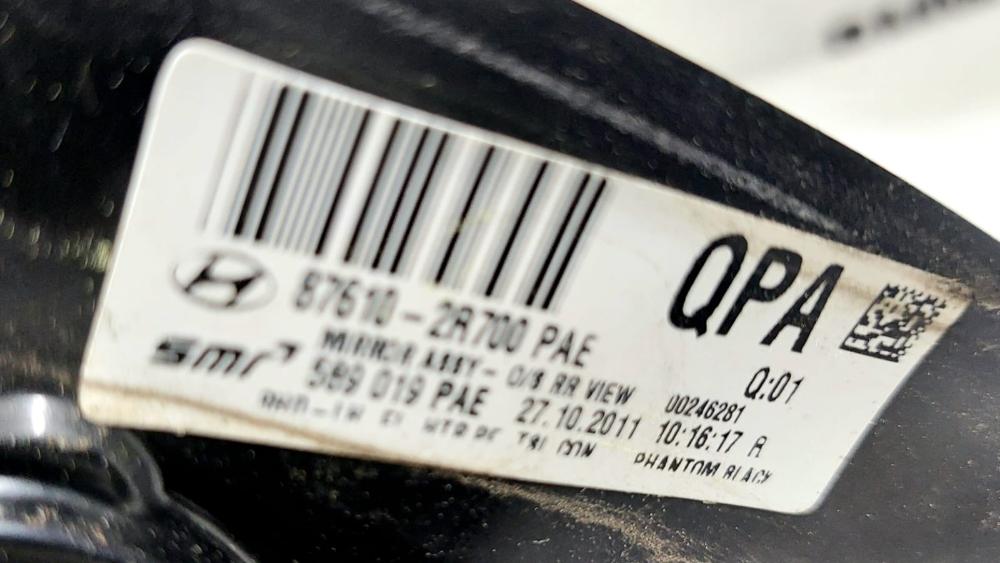 87610-2R700 PAE
QPA
MIRROR ASSY- O/S RR VIEW
Q:01
smr
589 019 PAE
00246281
27.10.2011 10:16:17 R
PHANTOM BLACK